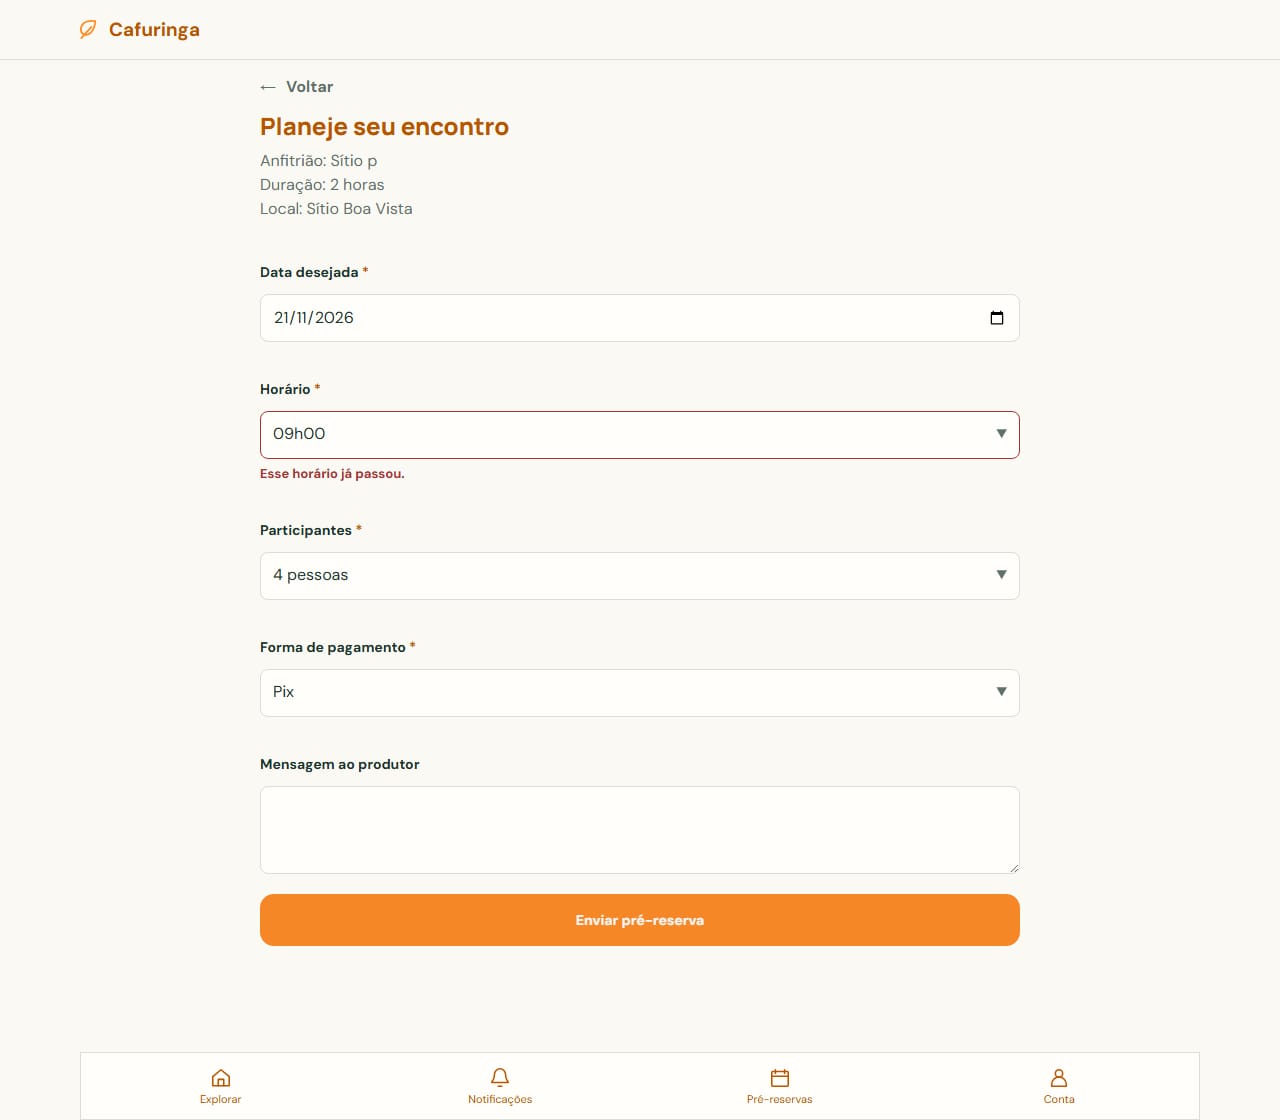 Cafuringa
← Voltar
Planeje seu encontro
Anfitrião: Sítio p
Duração: 2 horas
Local: Sítio Boa Vista
Data desejada *
21/11/2026
Horário *
09h00
Esse horário já passou.
Participantes *
4 pessoas
Forma de pagamento *
Pix
Mensagem ao produtor
Enviar pré-reserva
Explorar
Notificações
Pré-reservas
Conta